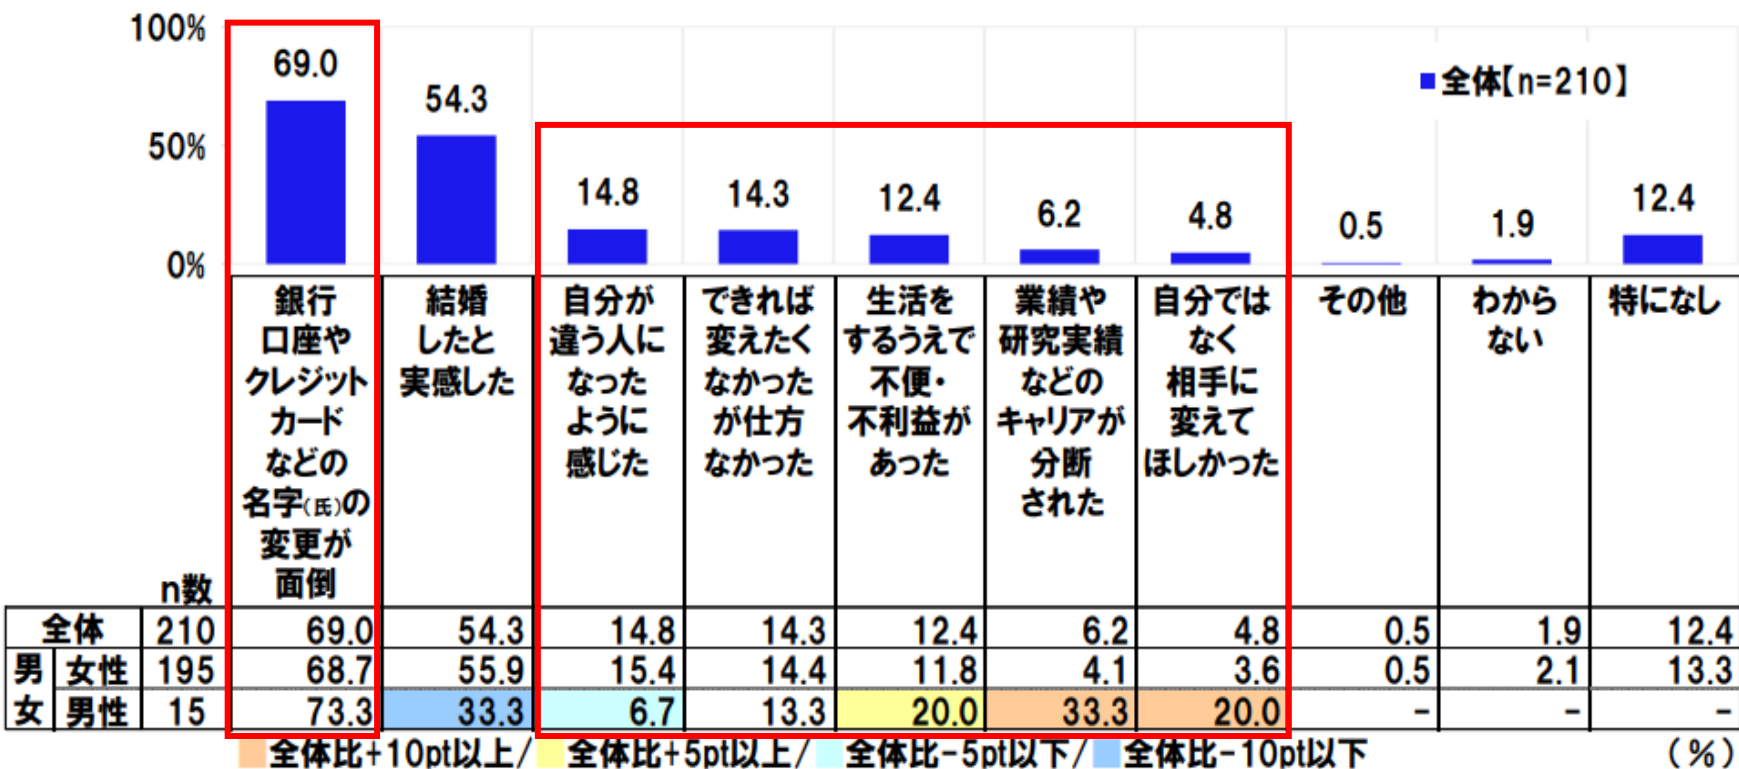 100%
50%
0%
69.0
54.3
14.8
14.3
12.4
6.2
4.8
0.5
1.9
12.4
■全体【n=210】
銀行
口座や
クレジット
カード
などの
名字(氏)の
変更が
面倒
結婚
したと
実感した
自分が
違う人に
なった
ように
感じた
できれば
変えたく
なかった
が仕方
なかった
生活を
するうえで
不便・
不利益が
あった
業績や
研究実績
などの
キャリアが
分断
された
自分では
なく
相手に
変えて
ほしかった
その他
わから
ない
特になし
n数
全体 210 69.0 54.3 14.8 14.3 12.4 6.2 4.8 0.5 1.9 12.4
男女
女性 195 68.7 55.9 15.4 14.4 11.8 4.1 3.6 0.5 2.1 13.3
男性 15 73.3 33.3 6.7 13.3 20.0 33.3 20.0 - - -
全体比+10pt以上/ 全体比+5pt以上/ 全体比-5pt以下/ 全体比-10pt以下 (%)